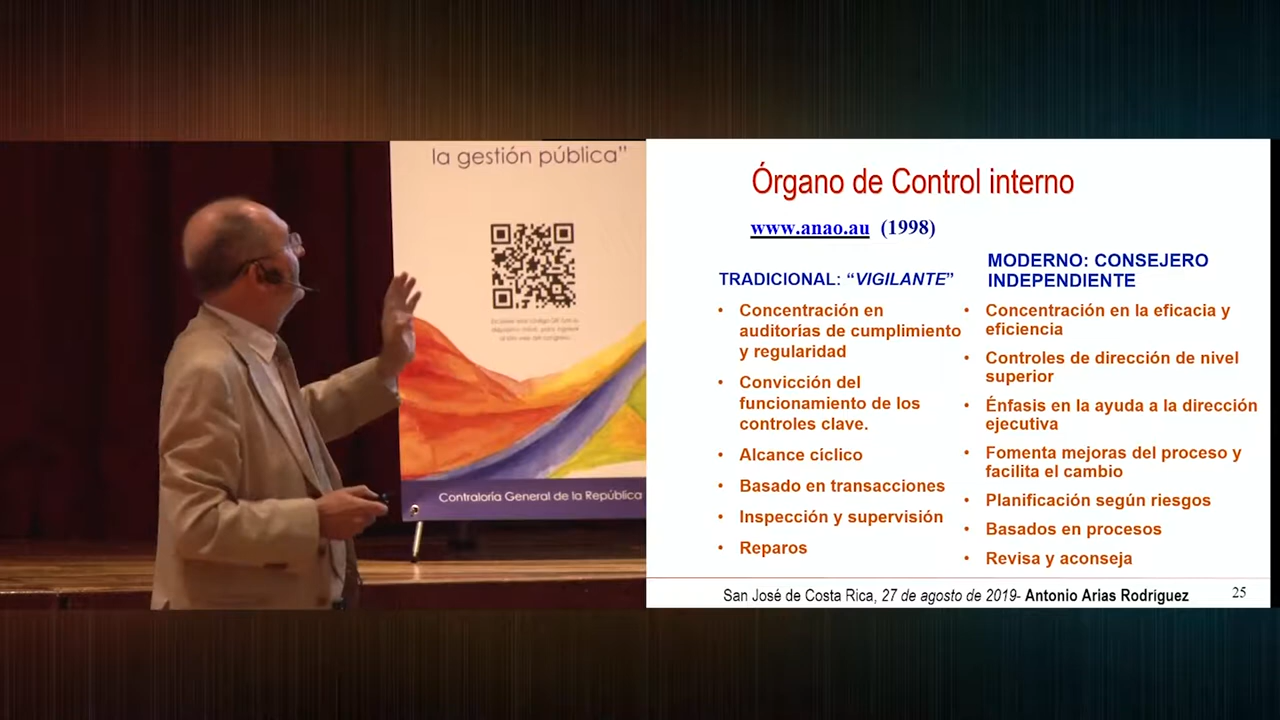 la gestión pública”
Contraloría General de la República
Órgano de Control interno
www.anao.au (1998)
TRADICIONAL: “VIGILANTE”
• Concentración en
auditorías de cumplimiento
y regularidad
• Convicción del
funcionamiento de los
controles clave.
• Alcance cíclico
• Basado en transacciones
• Inspección y supervisión
• Reparos
MODERNO: CONSEJERO
INDEPENDIENTE
• Concentración en la eficacia y
eficiencia
• Controles de dirección de nivel
superior
• Énfasis en la ayuda a la dirección
ejecutiva
• Fomenta mejoras del proceso y
facilita el cambio
• Planificación según riesgos
• Basados en procesos
• Revisa y aconseja
San José de Costa Rica, 27 de agosto de 2019- Antonio Arias Rodríguez
25